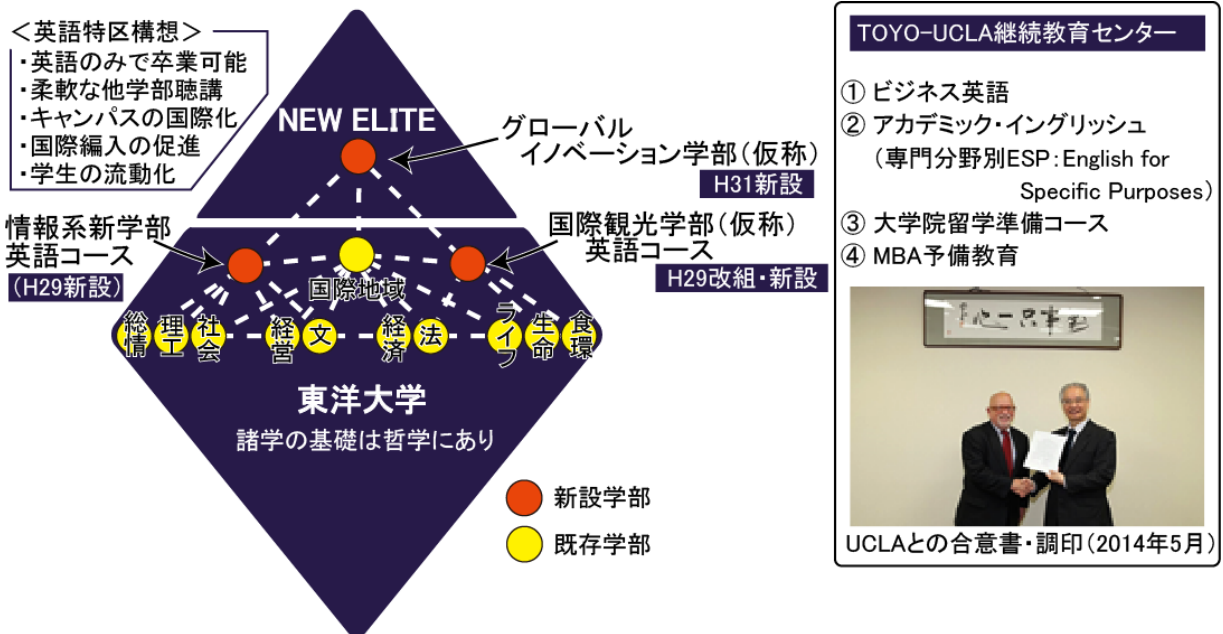 ＜英語特区構想＞
・英語のみで卒業可能
・柔軟な他学部聴講
・キャンパスの国際化
・国際編入の促進
・学生の流動化
NEW ELITE
グローバル
イノベーション学部（仮称）
H31新設
情報系新学部
英語コース
（H29新設）
国際観光学部（仮称）
英語コース
H29改組・新設
国際地域
総情
理工
社会
経営
文
経済
法
ライフ
生命
食環
東洋大学
諸学の基礎は哲学にあり
新設学部
既存学部
TOYO-UCLA継続教育センター
① ビジネス英語
② アカデミック・イングリッシュ
（専門分野別ESP：English for
Specific Purposes）
③ 大学院留学準備コース
④ MBA予備教育
UCLAとの合意書・調印（2014年5月）